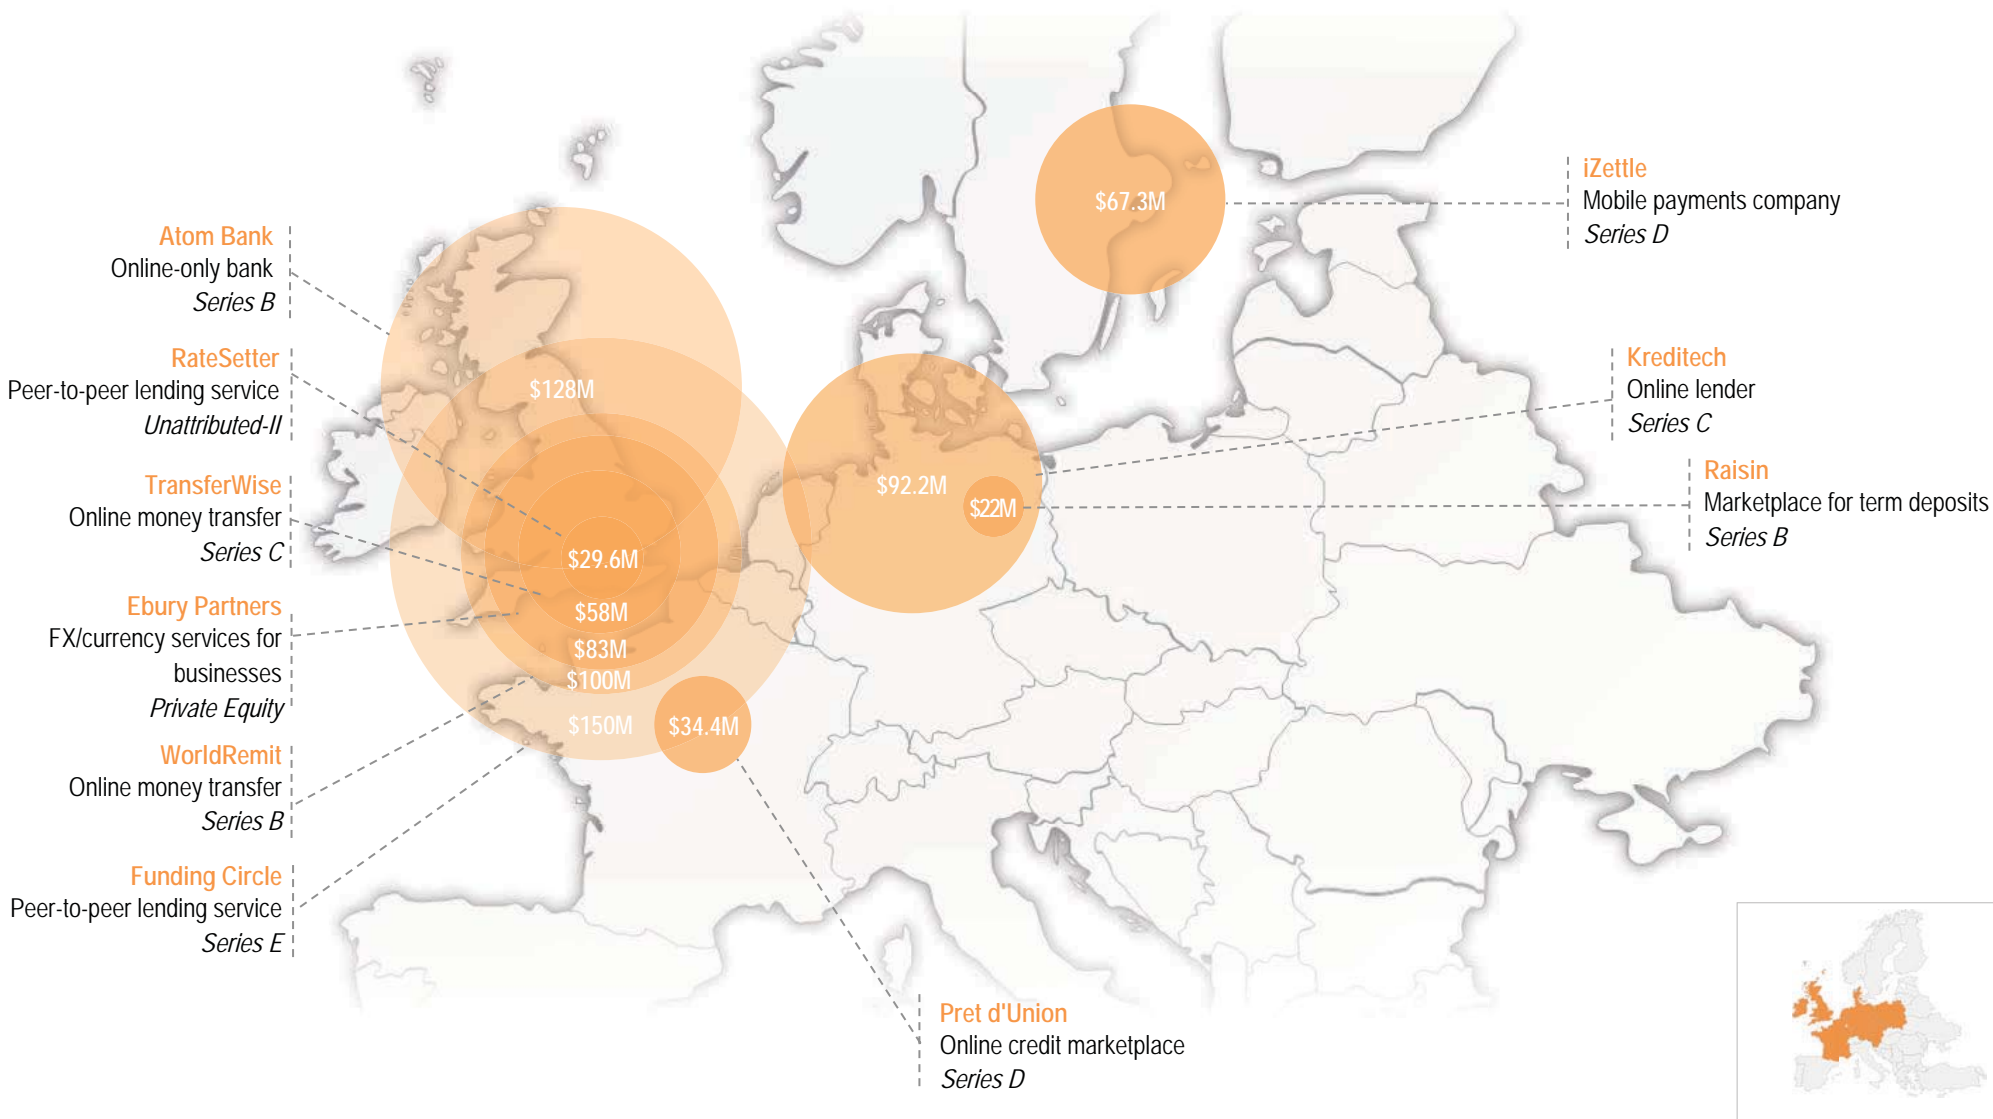 Atom Bank
Online-only bank
Series B
RateSetter
Peer-to-peer lending service
Unattributed-II
TransferWise
Online money transfer
Series C
Ebury Partners
FX/currency services for
businesses
Private Equity
WorldRemit
Online money transfer
Series B
Funding Circle
Peer-to-peer lending service
Series E
$128M
$29.6M
$58M
$83M
$100M
$150M
$34.4M
$67.3M
$92.2M
$22M
iZettle
Mobile payments company
Series D
Kreditech
Online lender
Series C
Raisin
Marketplace for term deposits
Series B
Pret d'Union
Online credit marketplace
Series D